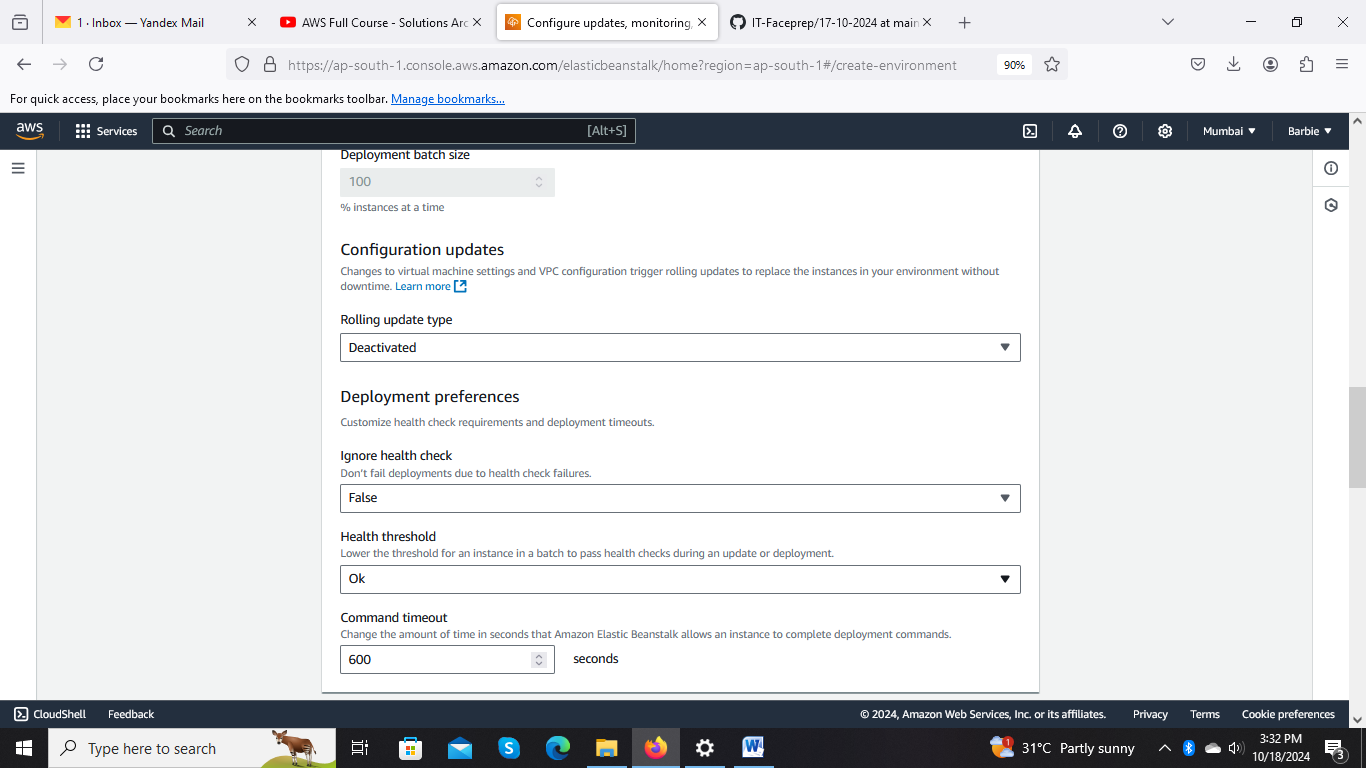 1 · Inbox — Yandex Mail
AWS Full Course - Solutions Arc
Configure updates, monitoring,
IT-Faceprep/17-10-2024 at main
https://ap-south-1.console.aws.amazon.com/elasticbeanstalk/home?region=ap-south-1#/create-environment
90%
For quick access, place your bookmarks here on the bookmarks toolbar. Manage bookmarks...
aws
Services
Search
[Alt+S]
Mumbai
Barbie
Deployment batch size
100
% instances at a time
Configuration updates
Changes to virtual machine settings and VPC configuration trigger rolling updates to replace the instances in your environment without
downtime. Learn more
Rolling update type
Deactivated
Deployment preferences
Customize health check requirements and deployment timeouts.
Ignore health check
Don't fail deployments due to health check failures.
False
Health threshold
Lower the threshold for an instance in a batch to pass health checks during an update or deployment.
Ok
Command timeout
Change the amount of time in seconds that Amazon Elastic Beanstalk allows an instance to complete deployment commands.
600
seconds
CloudShell
Feedback
© 2024, Amazon Web Services, Inc. or its affiliates.
Privacy
Terms
Cookie preferences
Type here to search
1
31°C Partly sunny
3:32 PM
10/18/2024
3